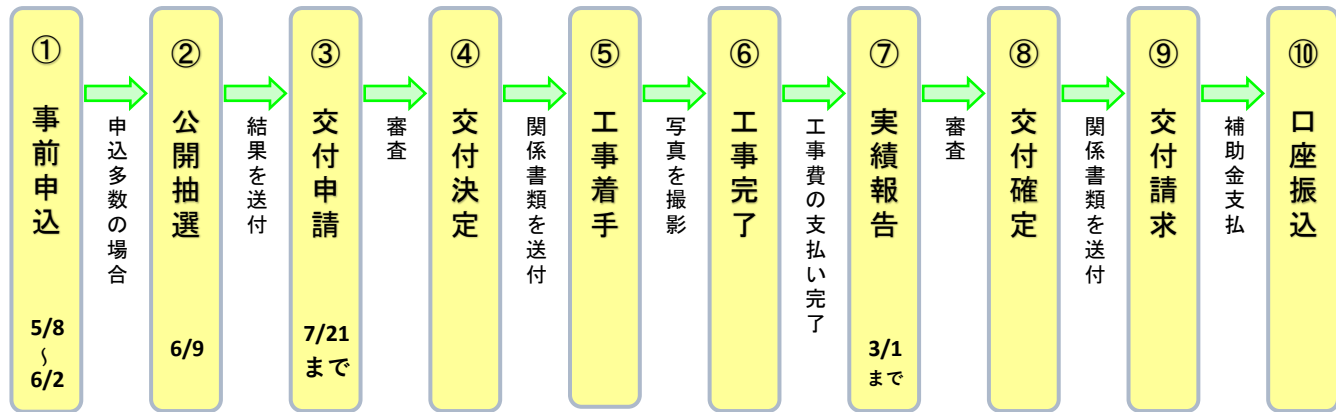 ①
事前申込
5/8
～
6/2
申込多数の場合
②
公開抽選
6/9
結果を送付
③
交付申請
7/21
まで
審査
④
交付決定
関係書類を送付
⑤
工事着手
写真を撮影
⑥
工事完了
工事費の支払い完了
⑦
実績報告
3/1
まで
審査
⑧
交付確定
関係書類を送付
⑨
交付請求
補助金支払
⑩
口座振込